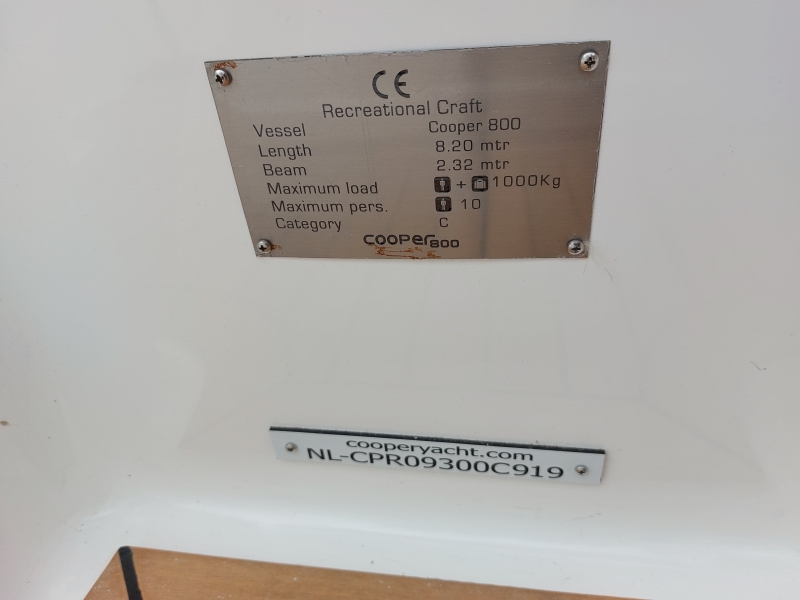 CE
Recreational Craft
Vessel Cooper 800
Length 8.20 mtr
Beam 2.32 mtr
Maximum load + 1000Kg
Maximum pers. 10
Category C
cooper800
cooperyacht.com
NL-CPR09300C919